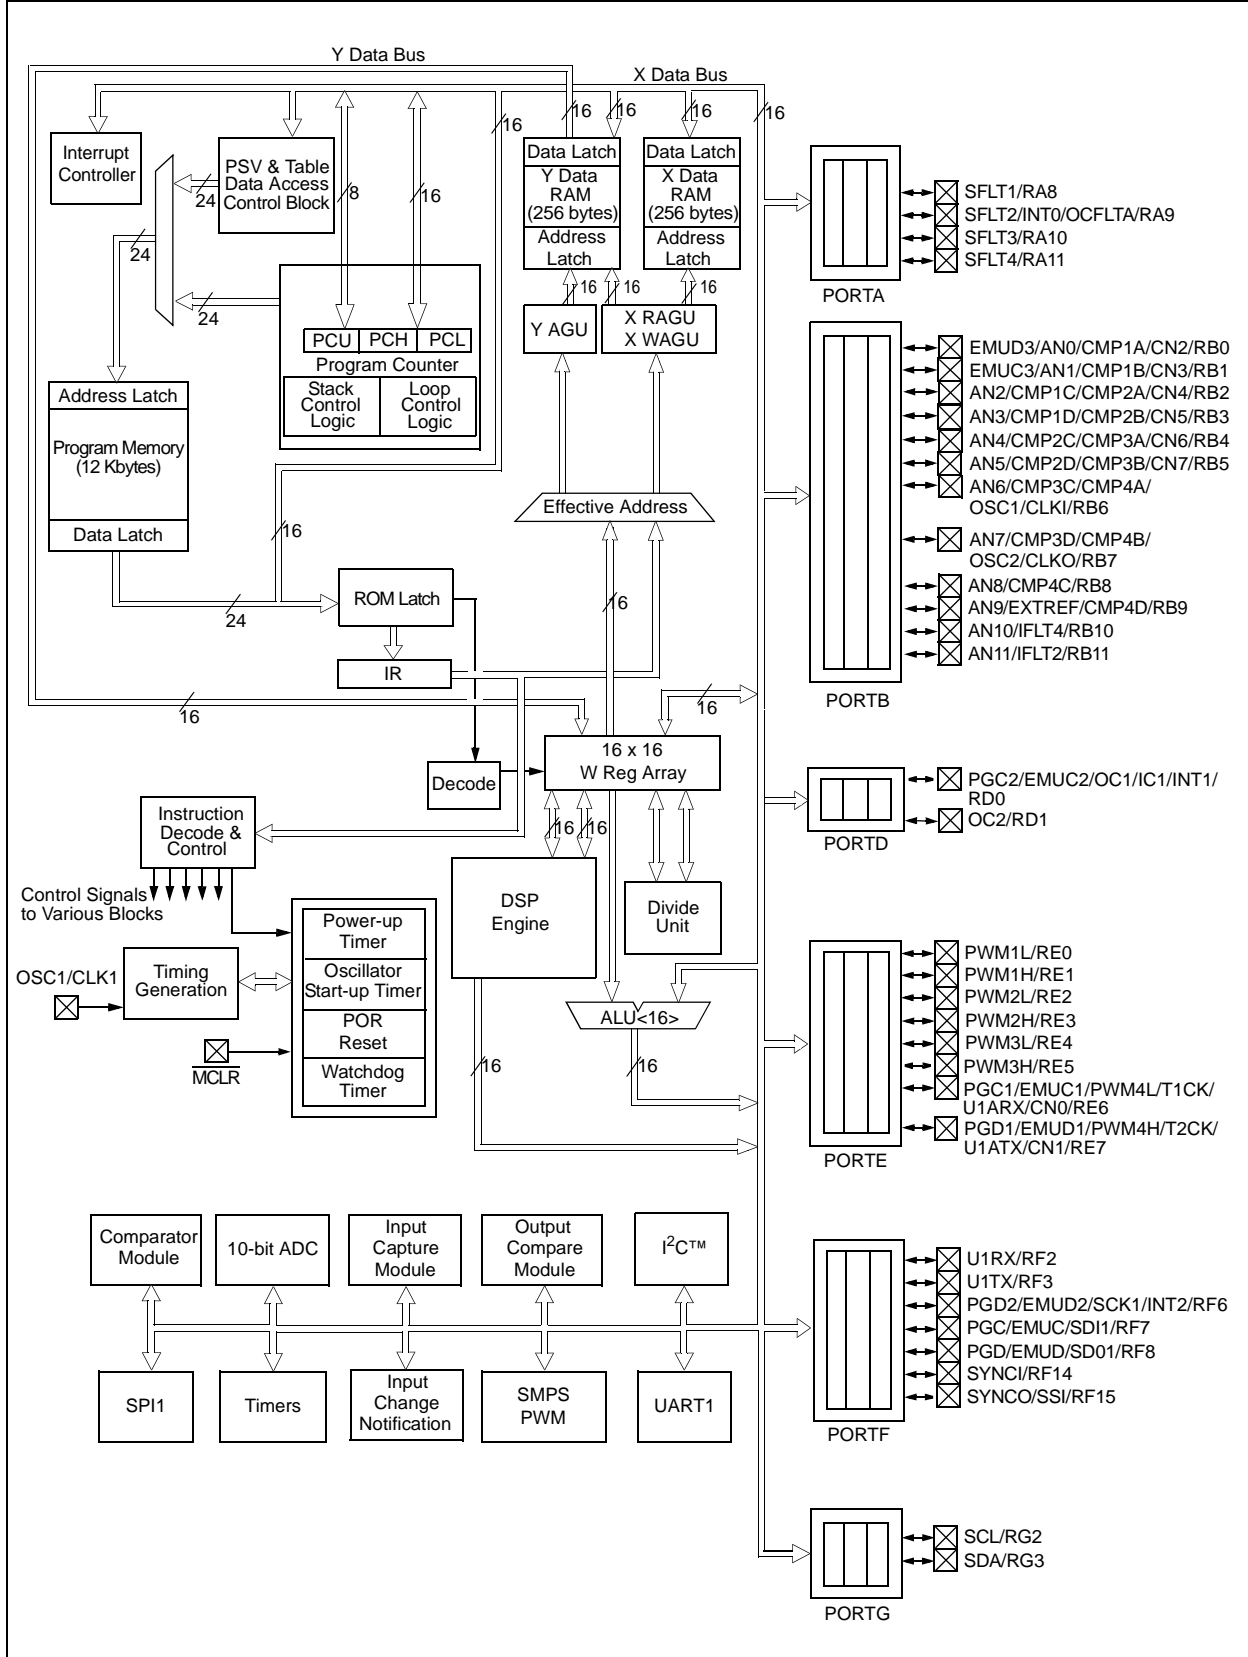 Y Data Bus
X Data Bus
16
16
16
16
16
Interrupt
Controller
PSV & Table
Data Access
Control Block
24
24
24
8
16
Data Latch
Y Data
RAM
(256 bytes)
Address
Latch
Data Latch
X Data
RAM
(256 bytes)
Address
Latch
16
16
16
Y AGU
X RAGU
X WAGU
PCU
PCH
PCL
Program Counter
Stack
Control
Logic
Loop
Control
Logic
Address Latch
Program Memory
(12 Kbytes)
Data Latch
Effective Address
16
24
ROM Latch
16
IR
16
16
16 x 16
W Reg Array
Decode
Instruction
Decode &
Control
16
16
Control Signals
to Various Blocks
DSP
Engine
Divide
Unit
Power-up
Timer
Oscillator
Start-up Timer
POR
Reset
Watchdog
Timer
OSC1/CLK1
Timing
Generation
MCLR
ALU<16>
16
16
Comparator
Module
10-bit ADC
Input
Capture
Module
Output
Compare
Module
I2C™
SPI1
Timers
Input
Change
Notification
SMPS
PWM
UART1
SFLT1/RA8
SFLT2/INT0/OCFLTA/RA9
SFLT3/RA10
SFLT4/RA11
PORTA
EMUD3/AN0/CMP1A/CN2/RB0
EMUC3/AN1/CMP1B/CN3/RB1
AN2/CMP1C/CMP2A/CN4/RB2
AN3/CMP1D/CMP2B/CN5/RB3
AN4/CMP2C/CMP3A/CN6/RB4
AN5/CMP2D/CMP3B/CN7/RB5
AN6/CMP3C/CMP4A/
OSC1/CLKI/RB6
AN7/CMP3D/CMP4B/
OSC2/CLKO/RB7
AN8/CMP4C/RB8
AN9/EXTREF/CMP4D/RB9
AN10/IFLT4/RB10
AN11/IFLT2/RB11
PORTB
PGC2/EMUC2/OC1/IC1/INT1/
RD0
OC2/RD1
PORTD
PWM1L/RE0
PWM1H/RE1
PWM2L/RE2
PWM2H/RE3
PWM3L/RE4
PWM3H/RE5
PGC1/EMUC1/PWM4L/T1CK/
U1ARX/CN0/RE6
PGD1/EMUD1/PWM4H/T2CK/
U1ATX/CN1/RE7
PORTE
U1RX/RF2
U1TX/RF3
PGD2/EMUD2/SCK1/INT2/RF6
PGC/EMUC/SDI1/RF7
PGD/EMUD/SD01/RF8
SYNCI/RF14
SYNCO/SSI/RF15
PORTF
SCL/RG2
SDA/RG3
PORTG